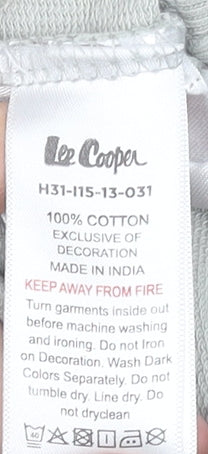 Lee Cooper
H31-I15-13-031
100% COTTON
EXCLUSIVE OF
DECORATION
MADE IN INDIA
KEEP AWAY FROM FIRE
Turn garments inside out
before machine washing
and ironing. Do not Iron
on Decoration. Wash Dark
Colors Separately. Do not
tumble dry. Line dry. Do
not dryclean
40